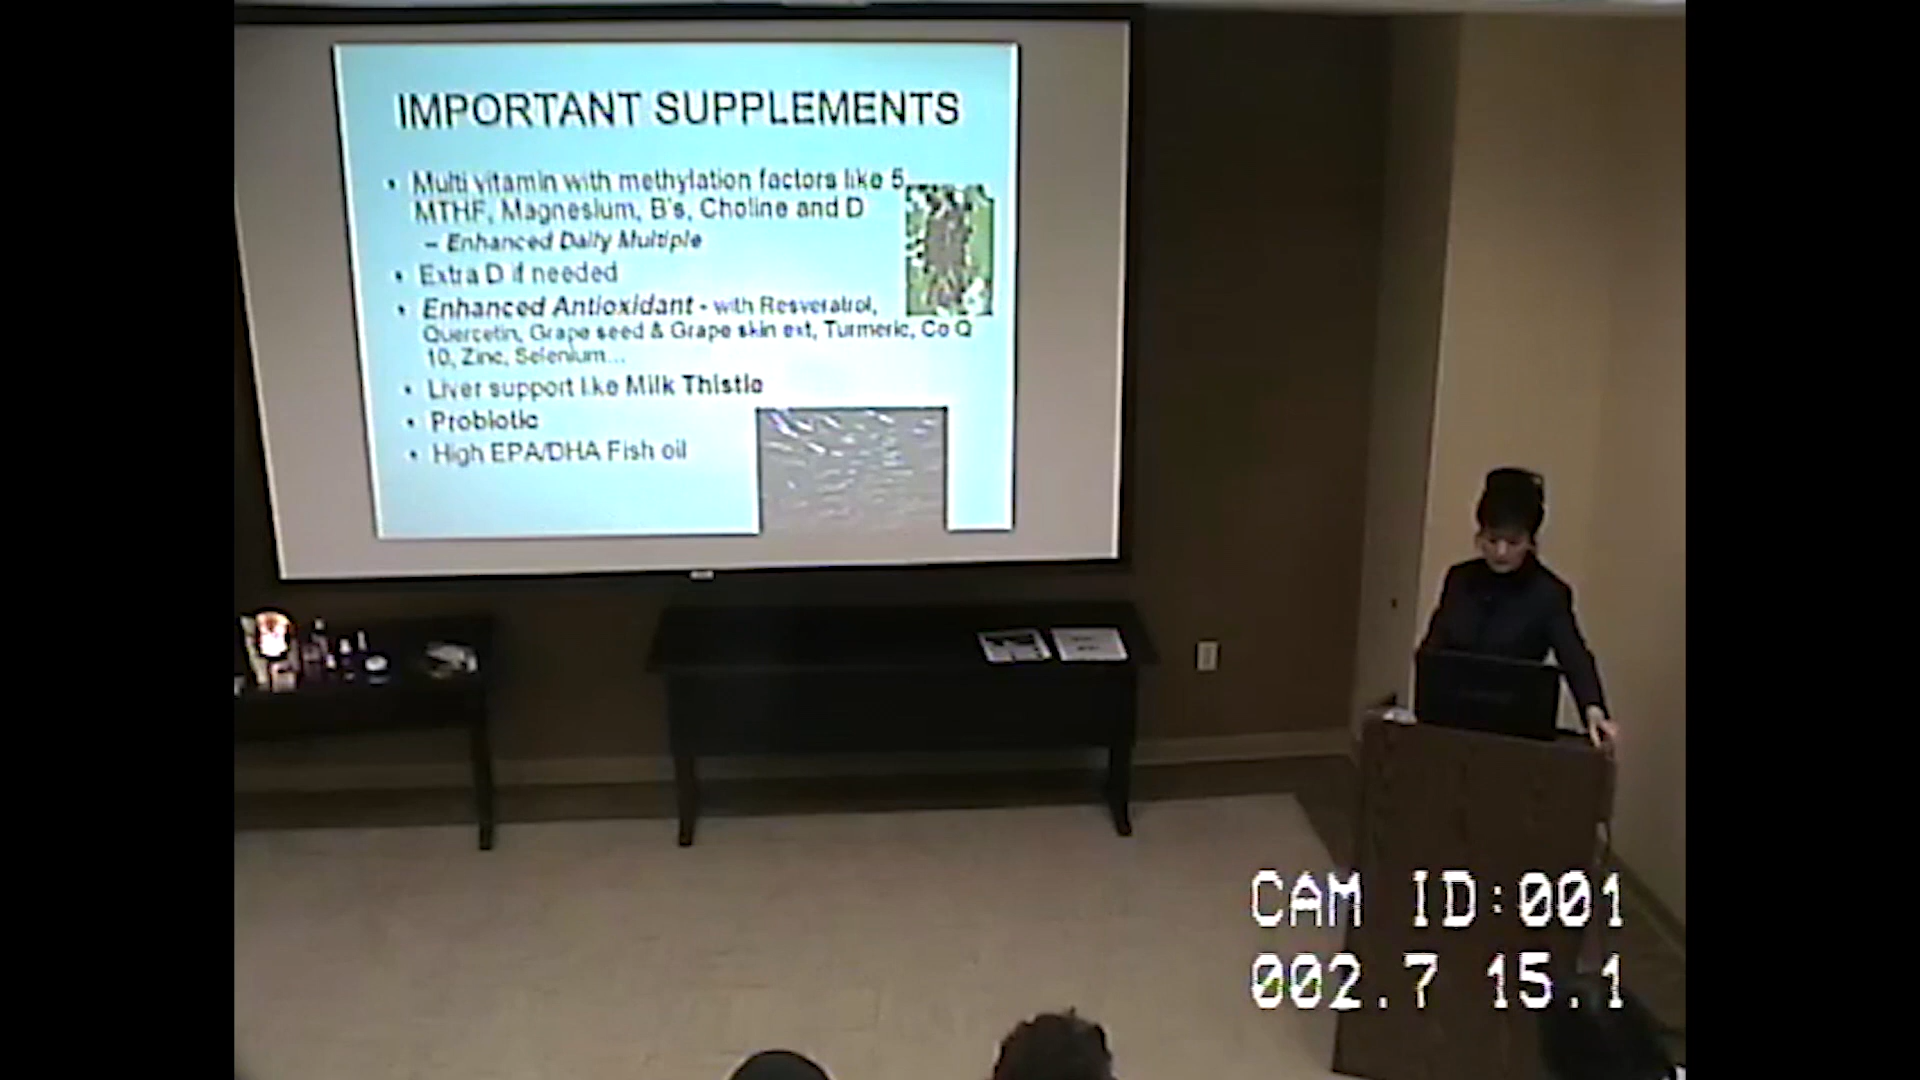 IMPORTANT SUPPLEMENTS
• Multi vitamin with methylation factors like 5
MTHF, Magnesium, B's, Choline and D
– Enhanced Daily Multiple
• Extra D if needed
• Enhanced Antioxidant - with Resveratrol,
Quercetin, Grape seed & Grape skin ext, Turmeric, Co Q
10, Zinc, Selenium...
• Liver support like Milk Thistle
• Probiotic
• High EPA/DHA Fish oil
CAM ID:001
002.7 15.1